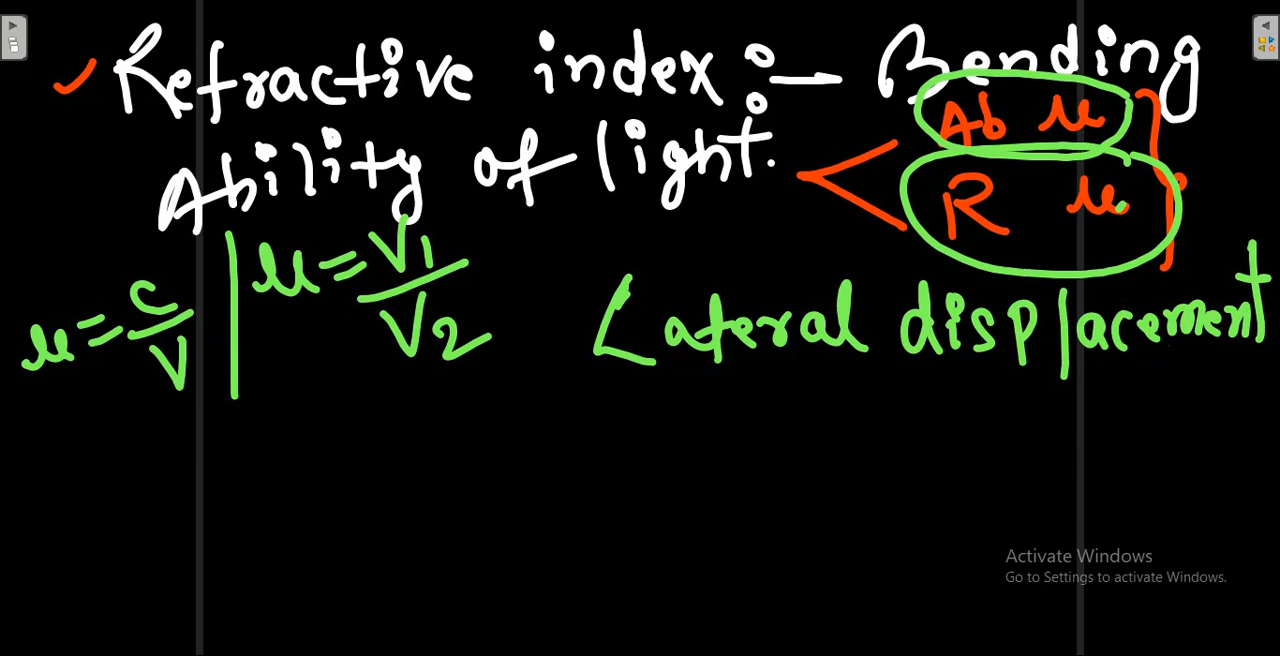 Refractive index :- Bending
Ability of light.
Ab μ
R μ
μ = c/v | μ = V1/V2
Lateral displacement
Activate Windows
Go to Settings to activate Windows.